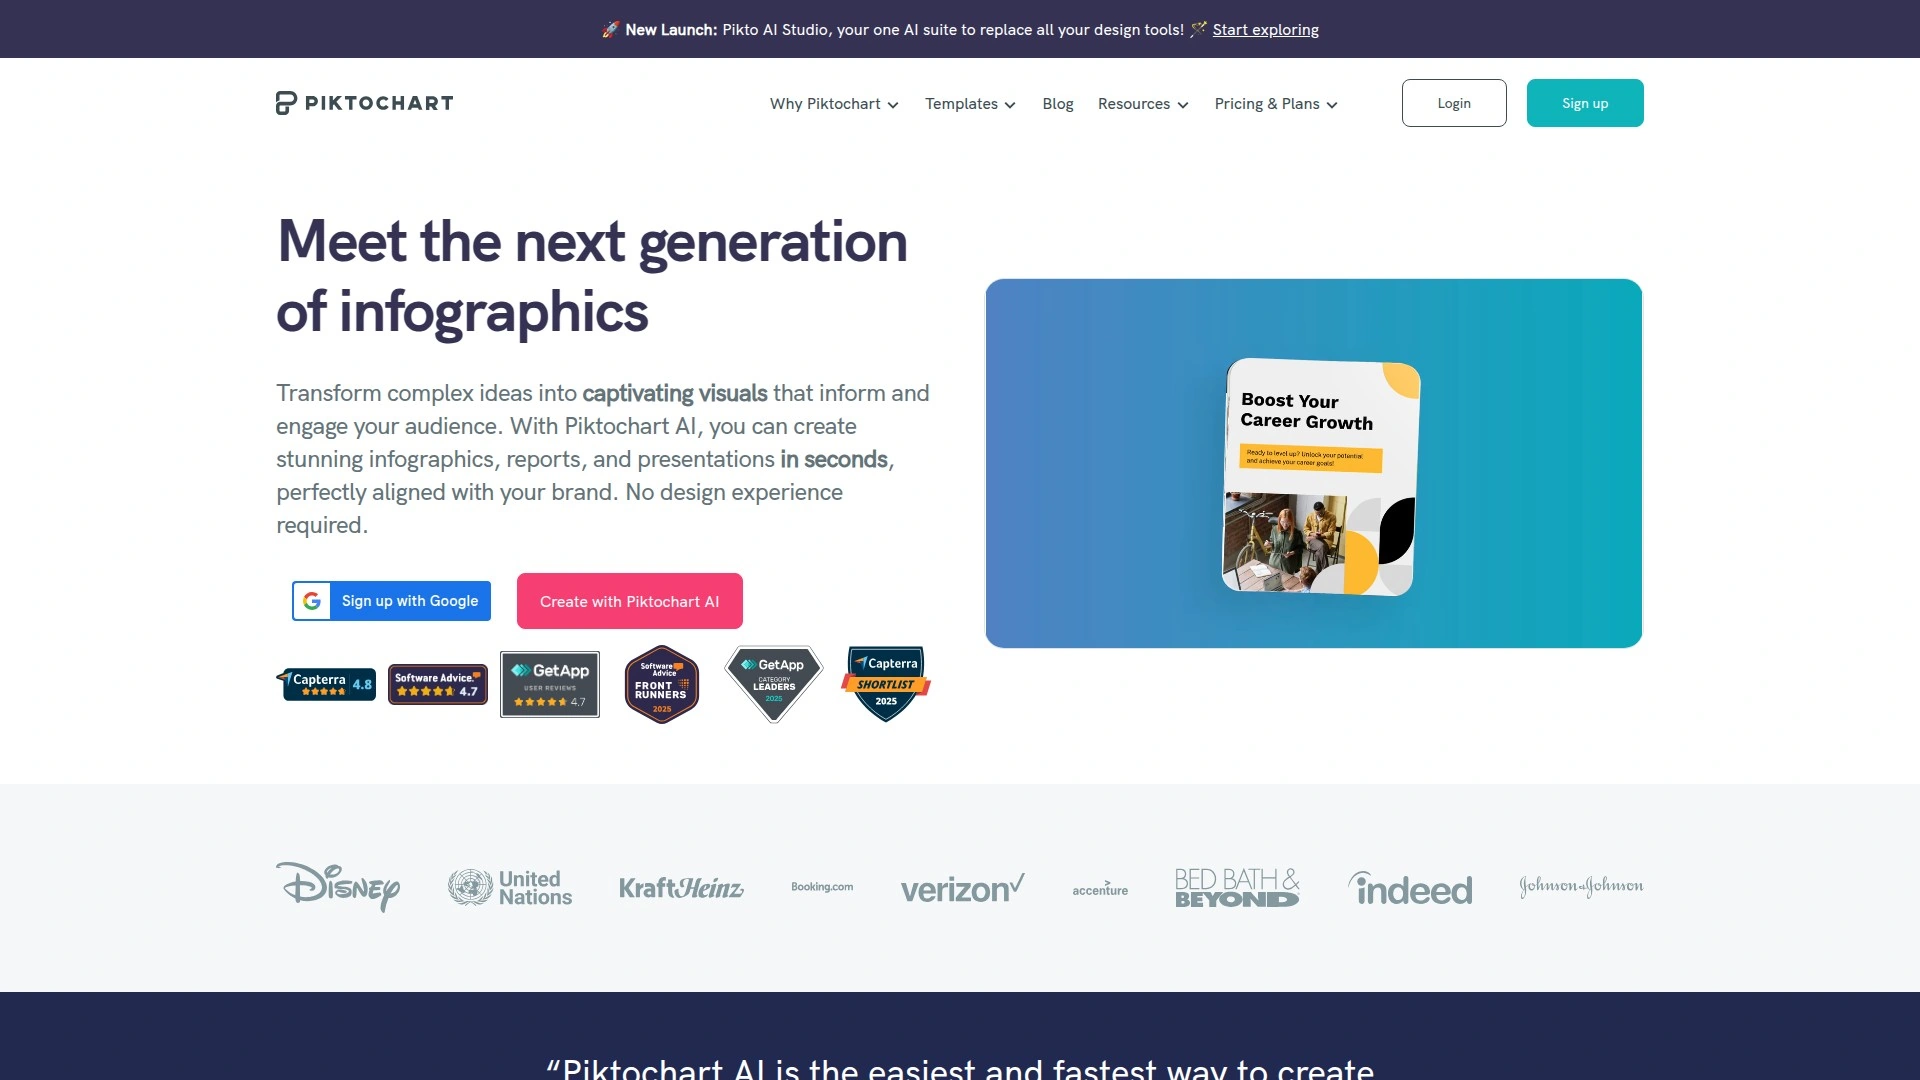 🚀 New Launch: Pikto AI Studio, your one AI suite to replace all your design tools! 🪄 Start exploring
PIKTOCHART
Why Piktochart
Templates
Blog
Resources
Pricing & Plans
Login
Sign up
Meet the next generation
of infographics
Transform complex ideas into captivating visuals that inform and
engage your audience. With Piktochart AI, you can create
stunning infographics, reports, and presentations in seconds,
perfectly aligned with your brand. No design experience
required.
Sign up with Google
Create with Piktochart AI
Capterra 4.8
Software Advice.
4.7
GetApp
USER REVIEWS
4.7
Software
Advice
FRONT
RUNNERS
2025
GetApp
CATEGORY
LEADERS
2025
Capterra
SHORTLIST
2025
Boost Your
Career Growth
Ready to level up? Unlock your potential
and achieve your career goals!
Disney
United
Nations
KraftHeinz
Booking.com
verizon
accenture
BED BATH &
BEYOND
indeed
Johnson & Johnson
“Piktochart AI is the easiest and fastest way to create